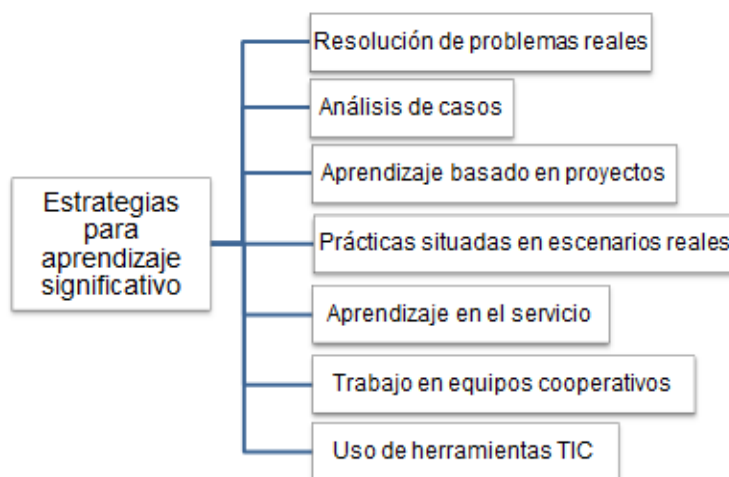 Estrategias
para
aprendizaje
significativo
Resolución de problemas reales
Análisis de casos
Aprendizaje basado en proyectos
Prácticas situadas en escenarios reales
Aprendizaje en el servicio
Trabajo en equipos cooperativos
Uso de herramientas TIC